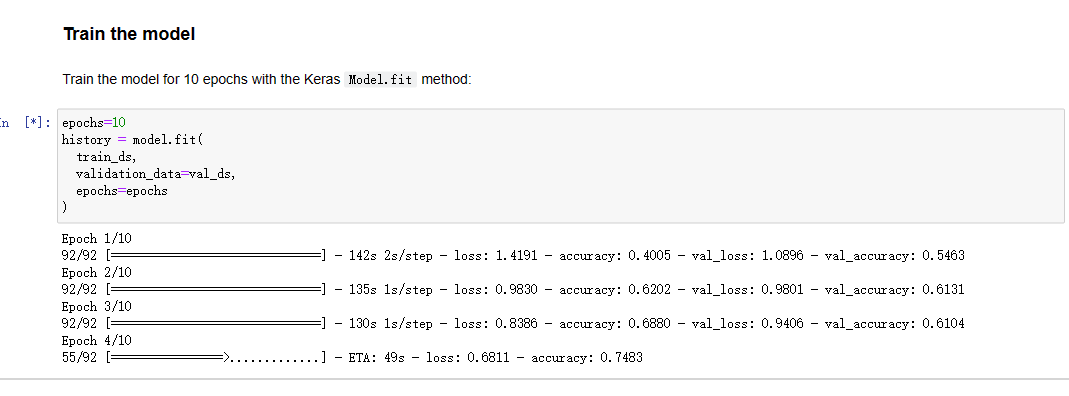 Train the model
Train the model for 10 epochs with the Keras Model.fit method:
n [*]:
epochs=10
history = model.fit(
  train_ds,
  validation_data=val_ds,
  epochs=epochs
)
Epoch 1/10
92/92 [==============================] - 142s 2s/step - loss: 1.4191 - accuracy: 0.4005 - val_loss: 1.0896 - val_accuracy: 0.5463
Epoch 2/10
92/92 [==============================] - 135s 1s/step - loss: 0.9830 - accuracy: 0.6202 - val_loss: 0.9801 - val_accuracy: 0.6131
Epoch 3/10
92/92 [==============================] - 130s 1s/step - loss: 0.8386 - accuracy: 0.6880 - val_loss: 0.9406 - val_accuracy: 0.6104
Epoch 4/10
55/92 [================>.............] - ETA: 49s - loss: 0.6811 - accuracy: 0.7483